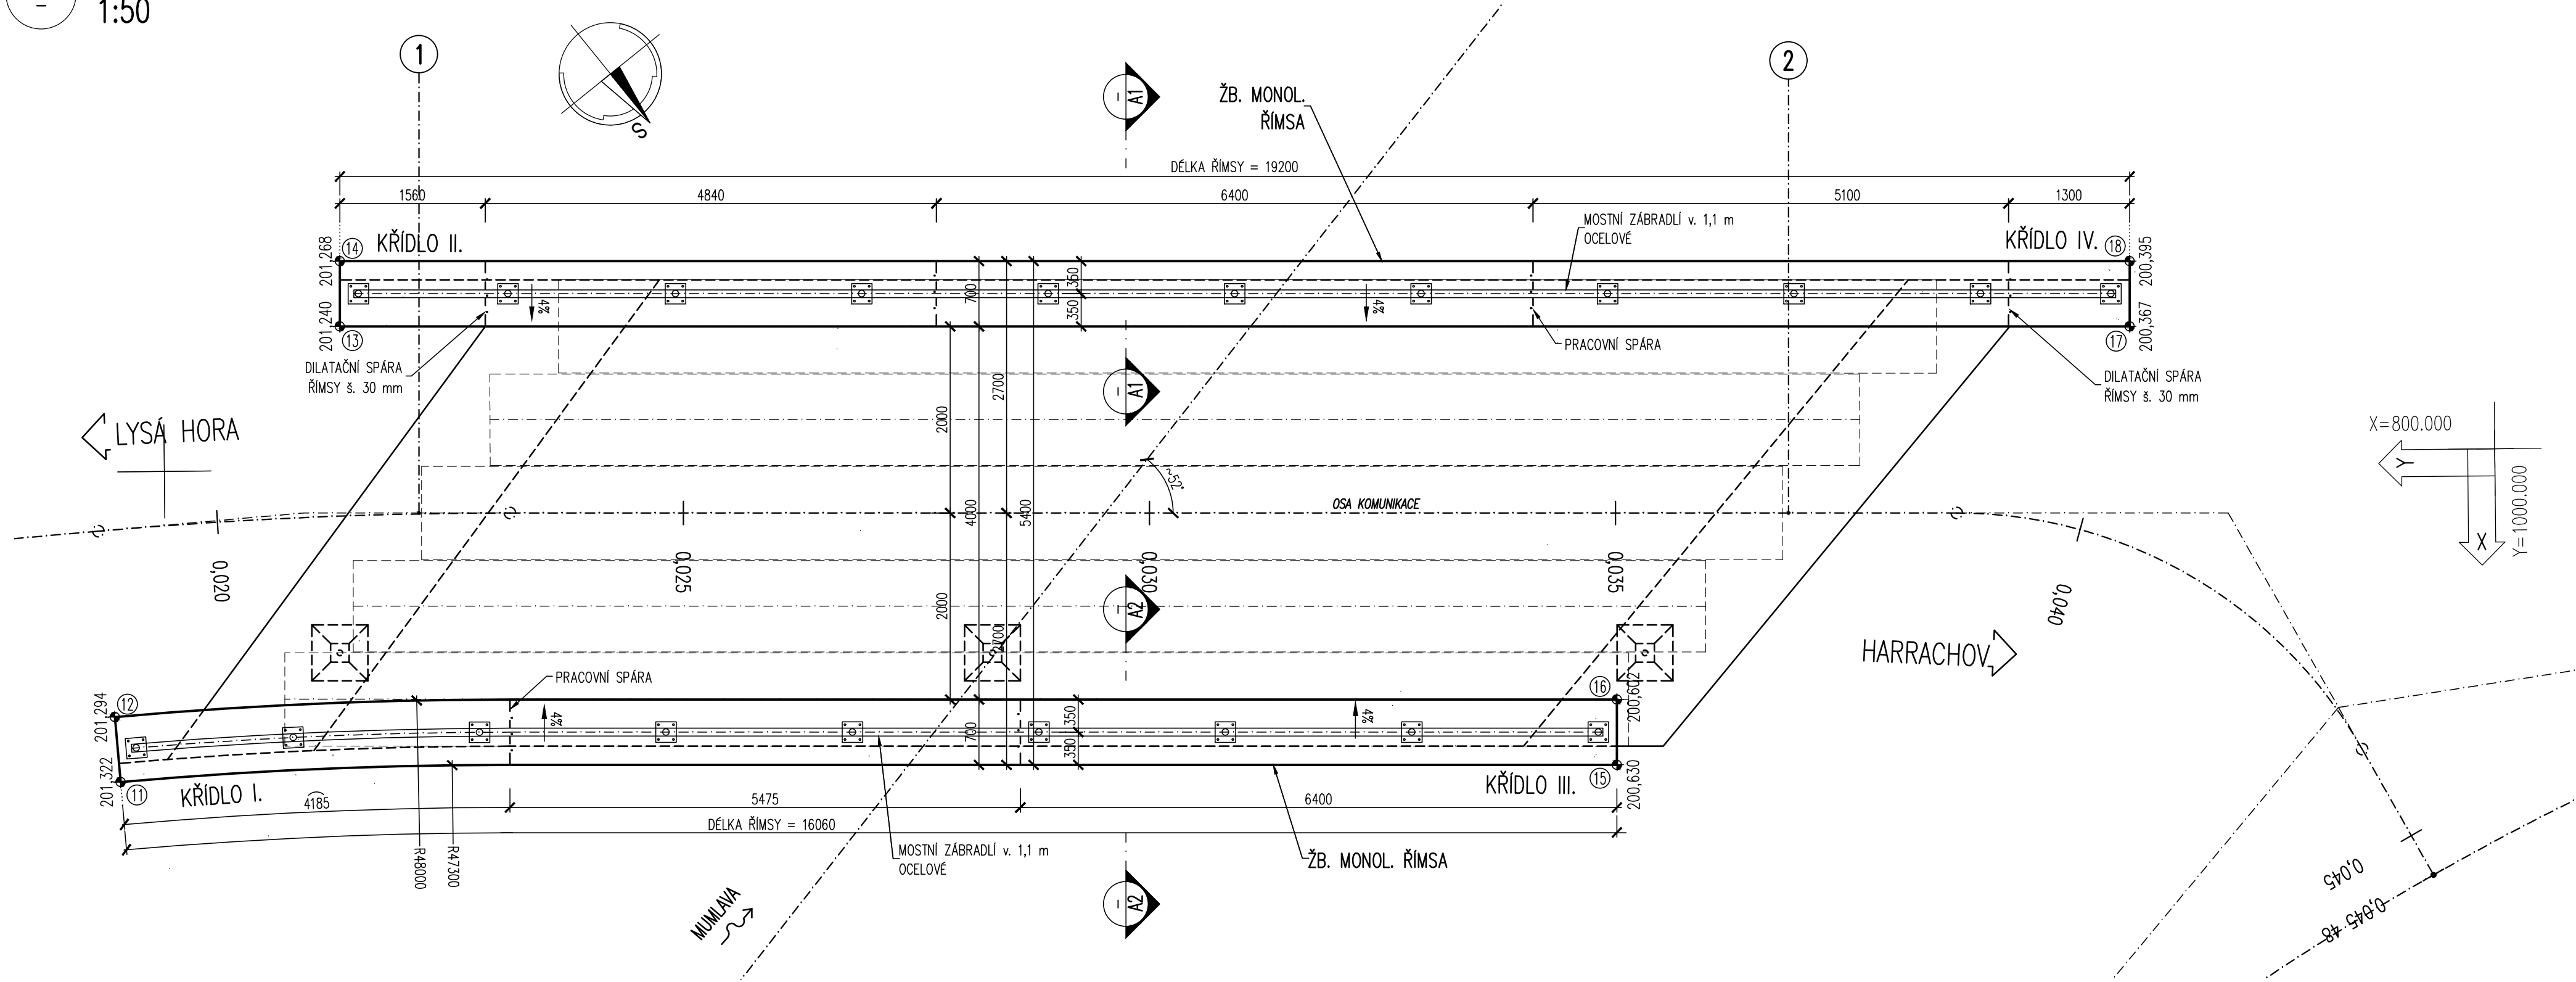 1:50
1
2
S
A1
ŽB. MONOL.
ŘÍMSA
DÉLKA ŘÍMSY = 19200
1560
4840
6400
5100
1300
MOSTNÍ ZÁBRADLÍ v. 1,1 m
OCELOVÉ
201,268
14
KŘÍDLO II.
KŘÍDLO IV.
18
200,395
4%
700
350
350
4%
201,240
13
17
200,367
DILATAČNÍ SPÁRA
ŘÍMSY š. 30 mm
PRACOVNÍ SPÁRA
DILATAČNÍ SPÁRA
ŘÍMSY š. 30 mm
2700
2000
A1
LYSÁ HORA
X=800.000
Y
Y=1000.000
X
~52°
4000
5400
OSA KOMUNIKACE
0,020
0,025
0,030
0,035
0,040
2000
A2
2700
HARRACHOV
PRACOVNÍ SPÁRA
201,294
12
16
200,602
4%
700
350
350
4%
201,322
11
KŘÍDLO I.
KŘÍDLO III.
15
200,630
4185
5475
6400
DÉLKA ŘÍMSY = 16060
R48000
R47300
MOSTNÍ ZÁBRADLÍ v. 1,1 m
OCELOVÉ
ŽB. MONOL. ŘÍMSA
MUMLAVA
A2
0,045
0,045 48